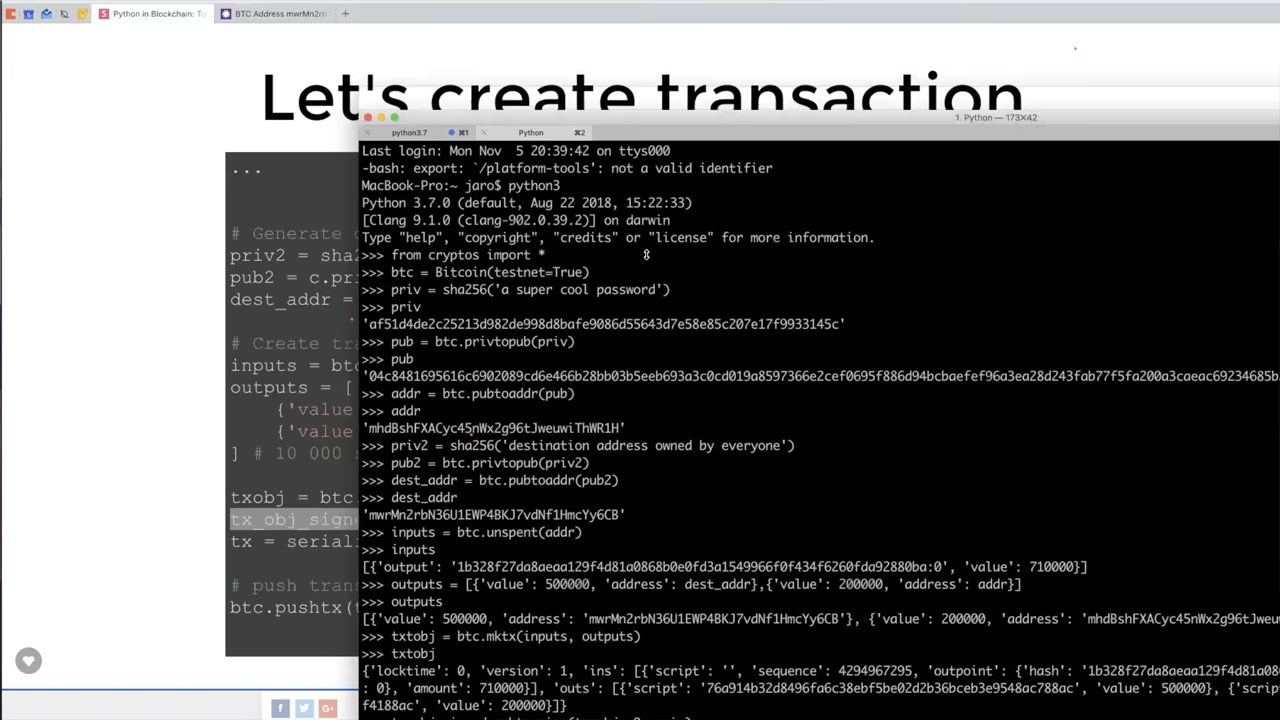 Python in Blockchain: To
BTC Address mwrMn2rb
Let's create transaction
1. Python — 173×42
python3.7
⌘1
Python
⌘2
Last login: Mon Nov  5 20:39:42 on ttys000
-bash: export: `/platform-tools': not a valid identifier
MacBook-Pro:~ jaro$ python3
Python 3.7.0 (default, Aug 22 2018, 15:22:33)
[Clang 9.1.0 (clang-902.0.39.2)] on darwin
Type "help", "copyright", "credits" or "license" for more information.
>>> from cryptos import *
>>> btc = Bitcoin(testnet=True)
>>> priv = sha256('a super cool password')
>>> priv
'af51d4de2c25213d982de998d8bafe9086d55643d7e58e85c207e17f9933145c'
>>> pub = btc.privtopub(priv)
>>> pub
'04c8481695616c6902089cd6e466b28bb03b5eeb693a3c0cd019a8597366e2cef0695f886d94bcbaefef96a3ea28d243fab77f5fa200a3caeac69234685b
>>> addr = btc.pubtoaddr(pub)
>>> addr
'mhdBshFXACyc45nWx2g96tJweuwiThWR1H'
>>> priv2 = sha256('destination address owned by everyone')
>>> pub2 = btc.privtopub(priv2)
>>> dest_addr = btc.pubtoaddr(pub2)
>>> dest_addr
'mwrMn2rbN36U1EWP4BKJ7vdNf1HmcYy6CB'
>>> inputs = btc.unspent(addr)
>>> inputs
[{'output': '1b328f27da8aeaa129f4d81a0868b0e0fd3a1549966f0f434f6260fda92880ba:0', 'value': 710000}]
>>> outputs = [{'value': 500000, 'address': dest_addr},{'value': 200000, 'address': addr}]
>>> outputs
[{'value': 500000, 'address': 'mwrMn2rbN36U1EWP4BKJ7vdNf1HmcYy6CB'}, {'value': 200000, 'address': 'mhdBshFXACyc45nWx2g96tJweu
>>> txtobj = btc.mktx(inputs, outputs)
>>> txtobj
{'locktime': 0, 'version': 1, 'ins': [{'script': '', 'sequence': 4294967295, 'outpoint': {'hash': '1b328f27da8aeaa129f4d81a08
: 0}, 'amount': 710000}], 'outs': [{'script': '76a914b32d8496fa6c38ebf5be02d2b36bceb3e9548ac788ac', 'value': 500000}, {'scrip
f4188ac', 'value': 200000}]}
...
# Generate
priv2 = sha2
pub2 = c.pri
dest_addr =
# Create tra
inputs = btc
outputs = [
{'value
{'value
] # 10 000 s
txobj = btc.
tx_obj_signe
tx = seriali
# push trans
btc.pushtx(t